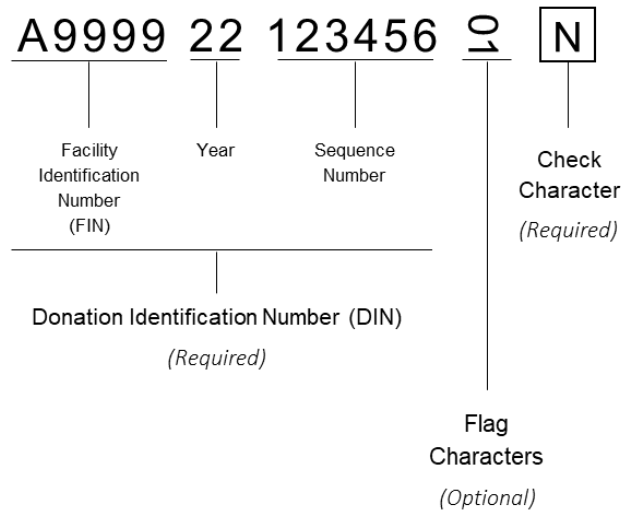 A9999 22 123456 01 N
Facility
Identification
Number
(FIN)
Year
Sequence
Number
Check
Character
(Required)
Donation Identification Number (DIN)
(Required)
Flag
Characters
(Optional)